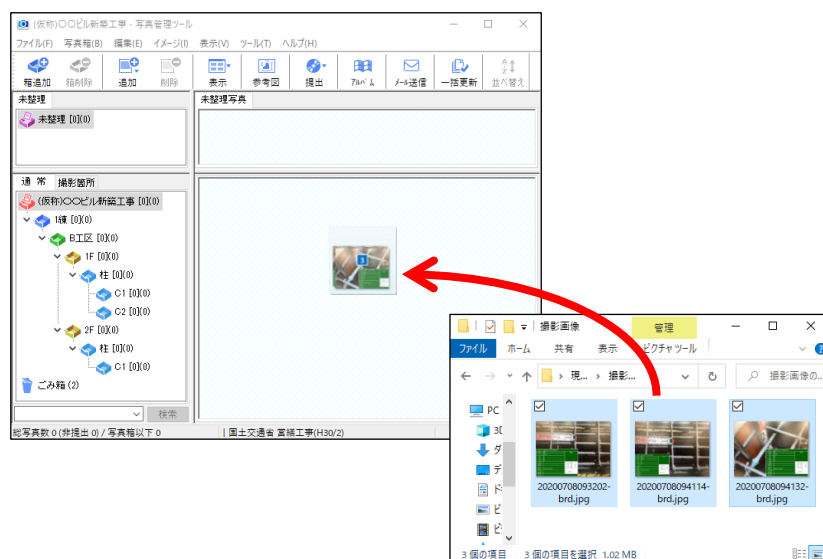 (仮称)〇〇ビル新築工事 - 写真管理ツール
ファイル(F) 写真箱(B) 編集(E) イメージ(I) 表示(V) ツール(T) ヘルプ(H)
箱追加 箱削除 追加 削除 表示 参考図 提出 アルバム メール送信 一括更新 並べ替え
未整理 未整理写真
未整理 [0](0)
通 常 撮影箇所
(仮称)〇〇ビル新築工事 [0](0)
1棟 [0](0)
B工区 [0](0)
1F [0](0)
柱 [0](0)
C1 [0](0)
C2 [0](0)
2F [0](0)
柱 [0](0)
C1 [0](0)
ごみ箱 (2)
検索
総写真数 0 (非提出 0) / 写真箱以下 0 国土交通省 営繕工事(H30/2)
3
撮影画像 管理
ファイル ホーム 共有 表示 ピクチャ ツール
現... 撮影... 撮影画像の...
PC
3D
ダ
デ
ド
ピ
ビ
20200708093202-
brd.jpg
20200708094114-
brd.jpg
20200708094132-
brd.jpg
3 個の項目 3 個の項目を選択 1.02 MB